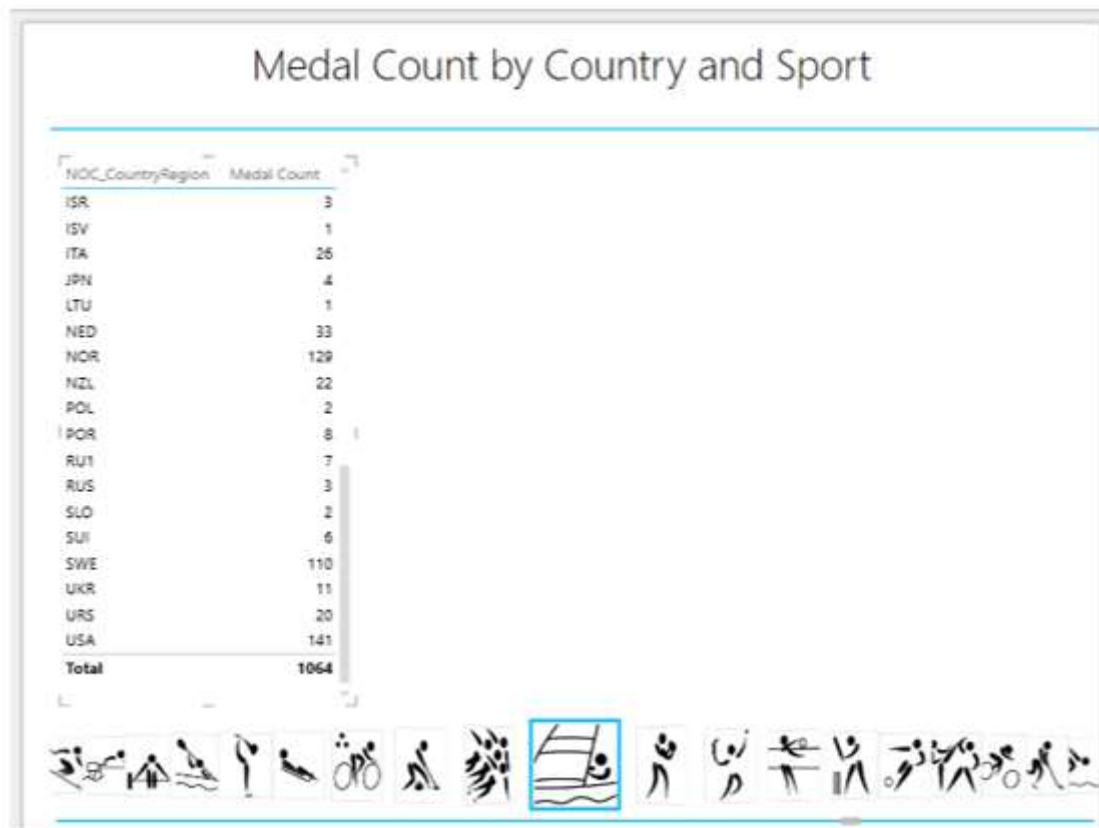 Medal Count by Country and Sport
NOC_CountryRegion Medal Count
ISR 3
ISV 1
ITA 26
JPN 4
LTU 1
NED 33
NOR 129
NZL 22
POL 2
POR 8
RU1 7
RUS 3
SLO 2
SUI 6
SWE 110
UKR 11
URS 20
USA 141
Total 1064